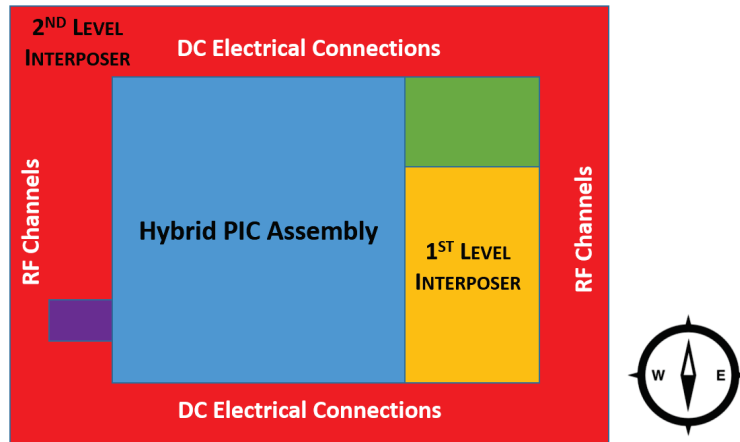 2ND LEVEL
INTERPOSER
DC Electrical Connections
RF Channels
Hybrid PIC Assembly
1ST LEVEL
INTERPOSER
RF Channels
DC Electrical Connections
W E